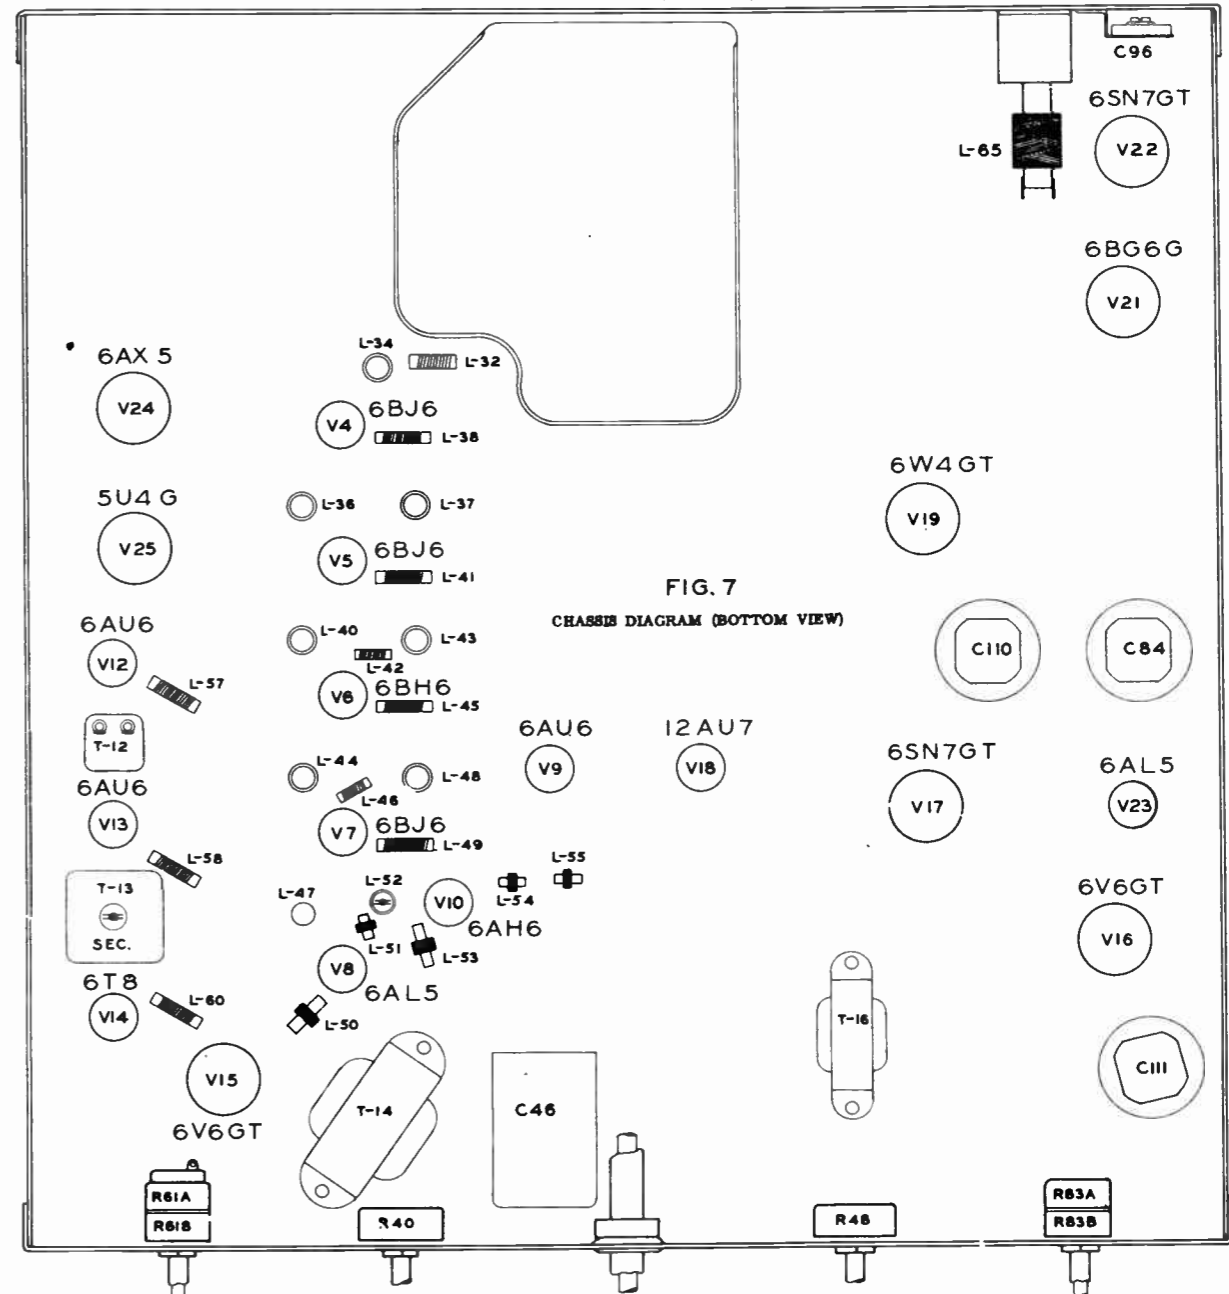 C96
6SN7GT
L-65
V22
6BG6G
V21
L-34
L-32
6AX5
V24
6BJ6
V4
L-38
6W4GT
V19
5U4G
V25
L-36
L-37
6BJ6
V5
L-41
FIG. 7
CHASSIS DIAGRAM (BOTTOM VIEW)
6AU6
V12
L-57
L-40
L-43
L-42
V6
6BH6
L-45
C110
C84
T-12
6AU6
V13
L-58
L-44
L-48
L-46
V7
6BJ6
L-49
6AU6
V9
12AU7
V18
6SN7GT
V17
6AL5
V23
T-13
SEC.
L-47
L-52
L-51
V10
6AH6
L-53
L-54
L-55
6V6GT
V16
6T8
V14
L-60
V8
6AL5
L-50
T-16
C111
V15
6V6GT
T-14
C46
R61A
R61B
R40
R48
R83A
R83B